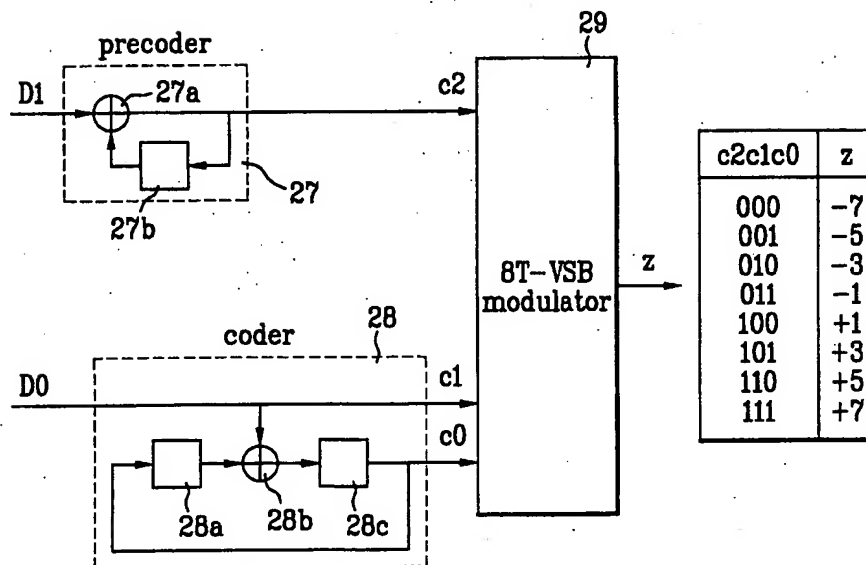 precoder
29
D1
27a
c2
27
27b
c2c1c0 z
000 −7
001 −5
010 −3
011 −1
100 +1
101 +3
110 +5
111 +7
8T-VSB
modulator
z
coder
28
D0
c1
c0
28a
28b
28c